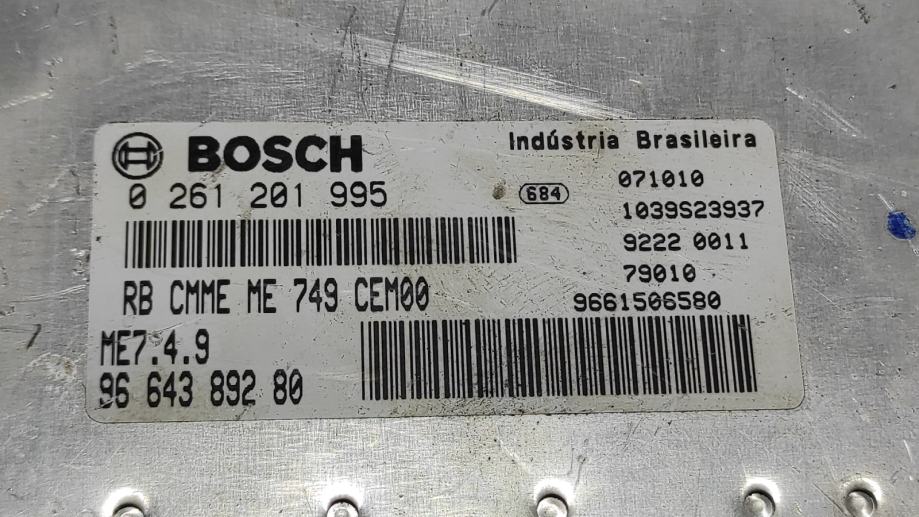 BOSCH
Indústria Brasileira
0 261 201 995
684
071010
1039S23937
9222 0011
79010
RB CMME ME 749 CEM00
9661506580
ME7.4.9
96 643 892 80